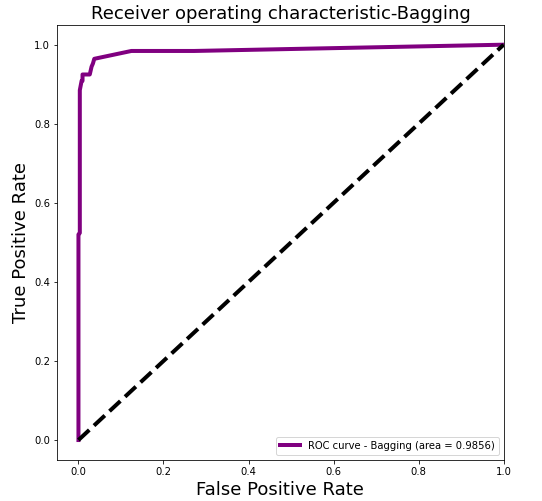 Receiver operating characteristic-Bagging
True Positive Rate
1.0
0.8
0.6
0.4
0.2
0.0
ROC curve - Bagging (area = 0.9856)
0.0 0.2 0.4 0.6 0.8 1.0
False Positive Rate